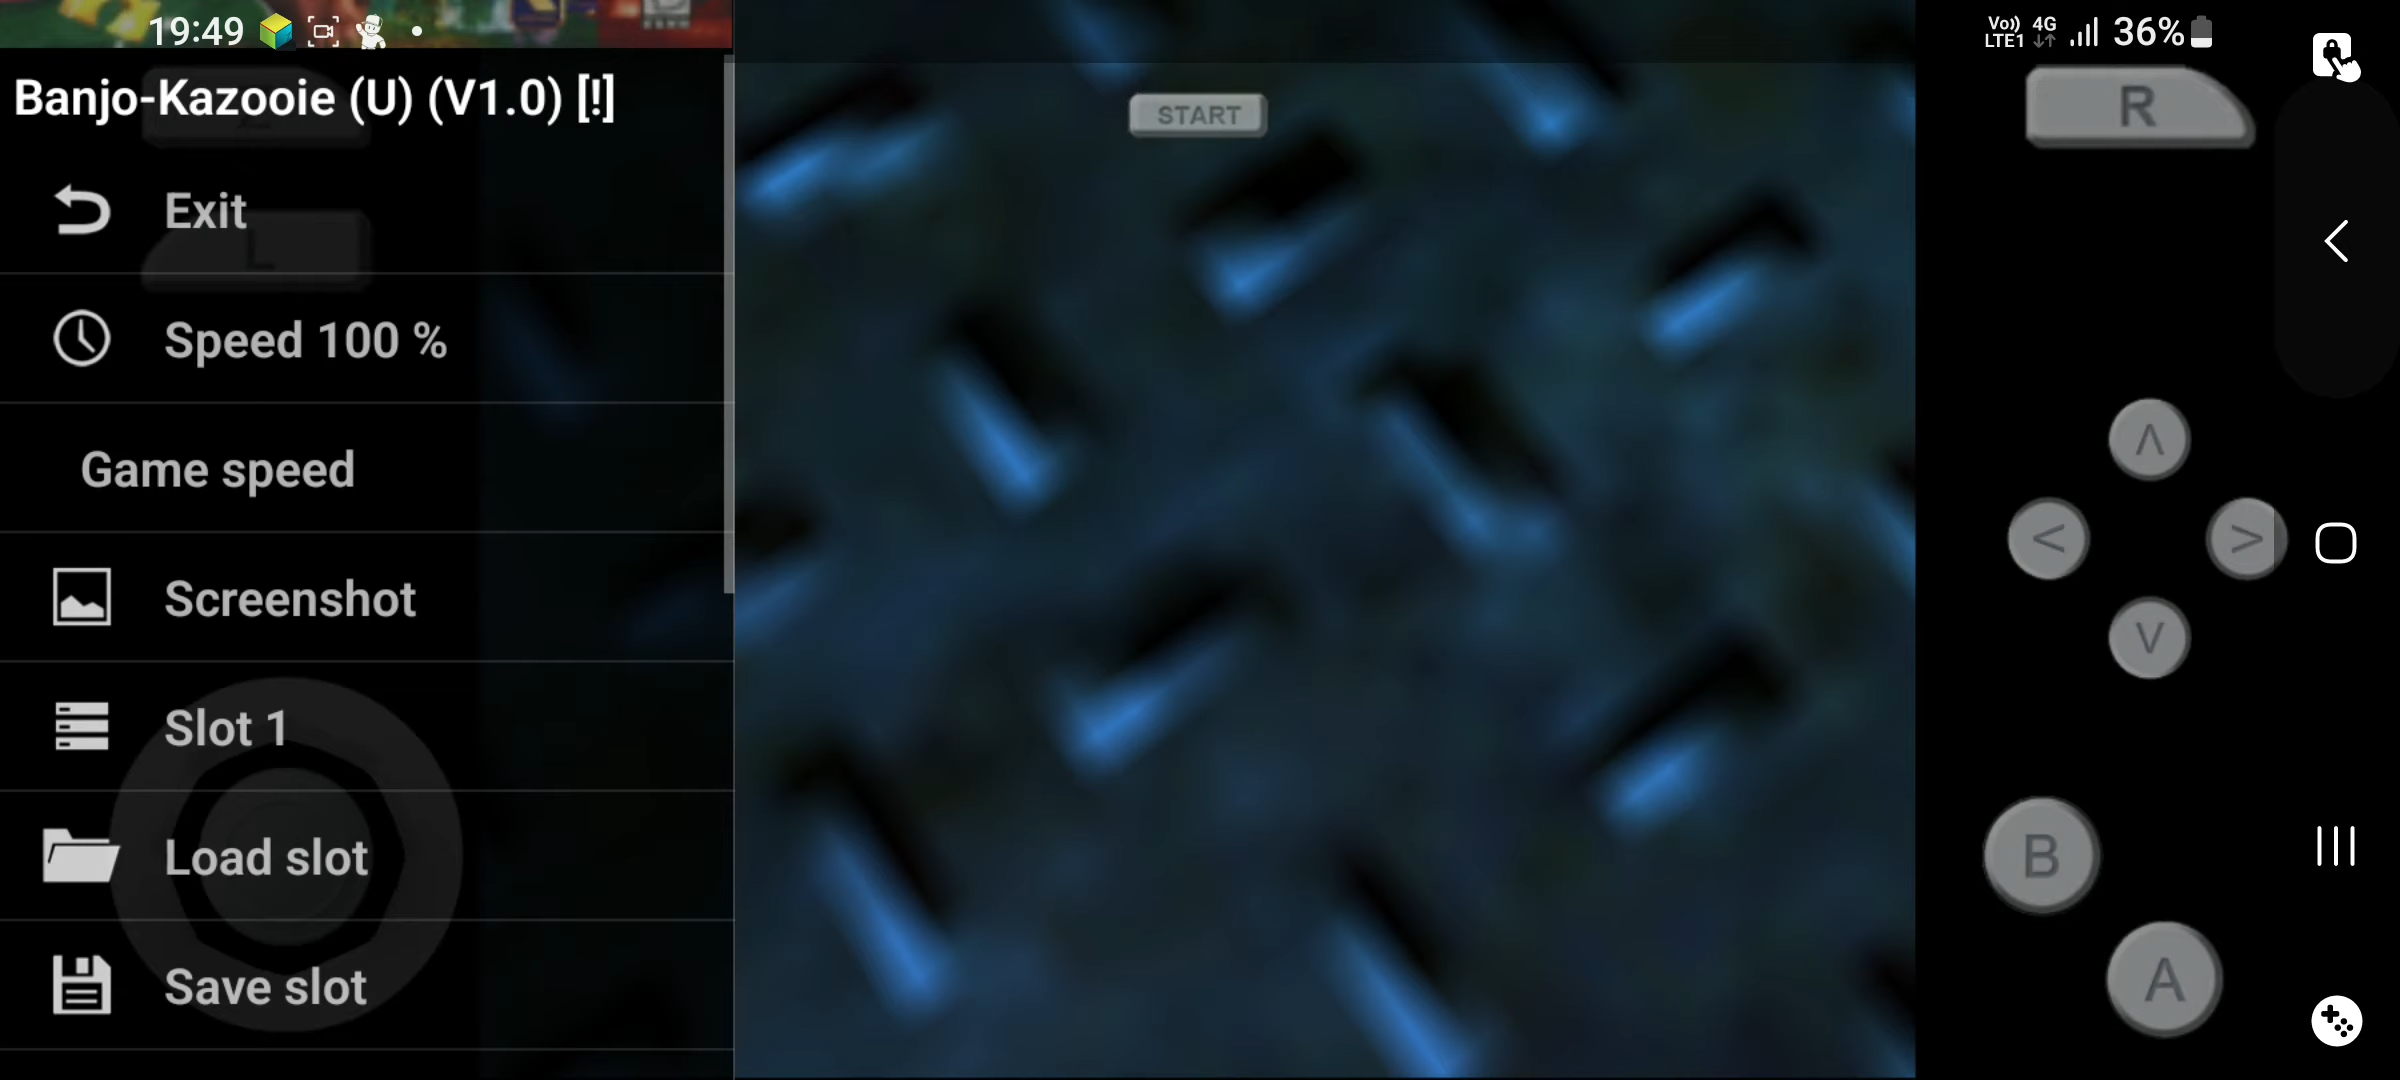 19:49
Vo)) 4G 36%
LTE1
Banjo-Kazooie (U) (V1.0) [!]
START
R
Exit
L
Speed 100 %
Game speed
Screenshot
Slot 1
Load slot
B
Save slot
A